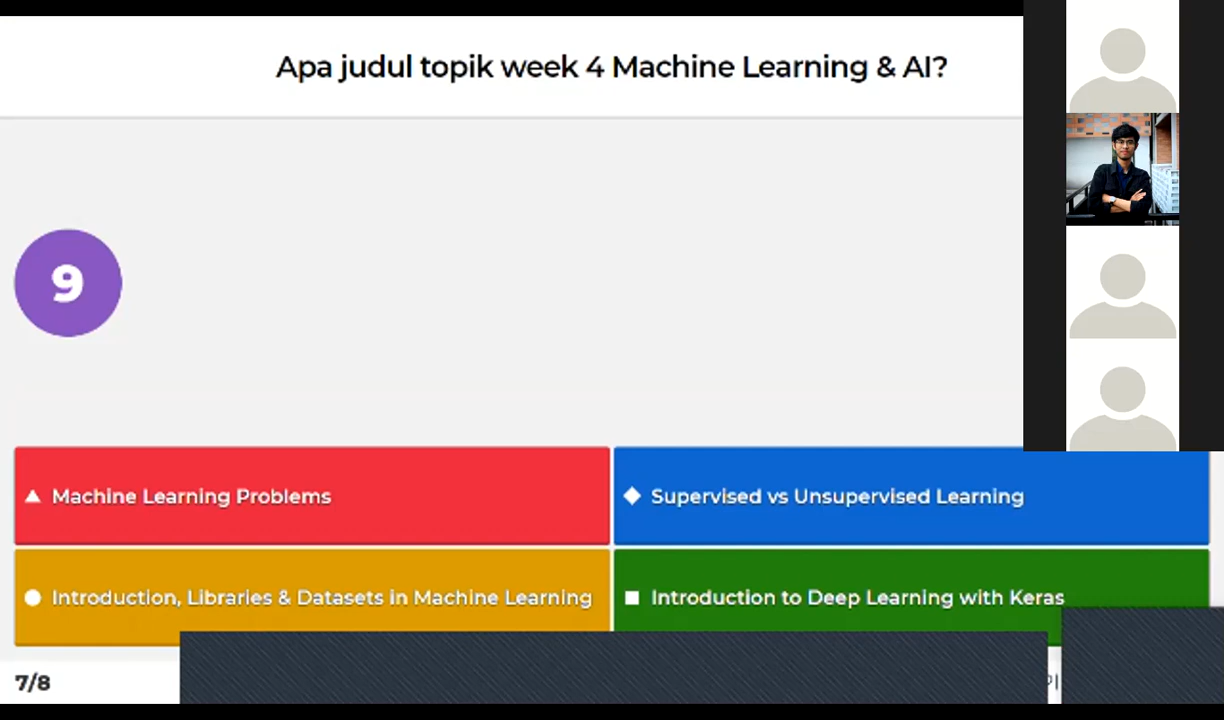 Apa judul topik week 4 Machine Learning & AI?
9
Machine Learning Problems
Supervised vs Unsupervised Learning
Introduction, Libraries & Datasets in Machine Learning
Introduction to Deep Learning with Keras
7/8